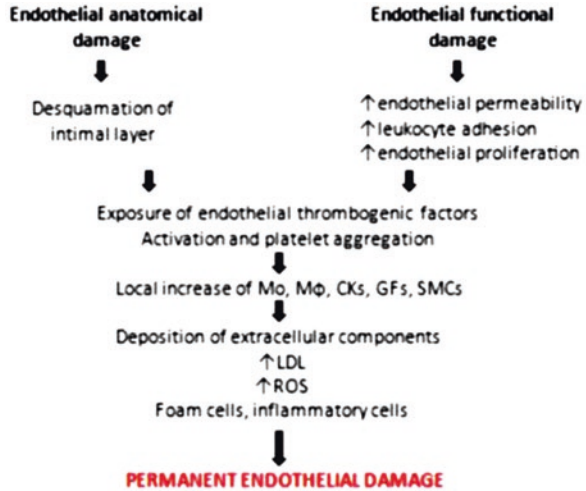 Endothelial anatomical
damage
Endothelial functional
damage
Desquamation of
intimal layer
↑endothelial permeability
↑leukocyte adhesion
↑endothelial proliferation
Exposure of endothelial thrombogenic factors
Activation and platelet aggregation
Local increase of Mo, MΦ, CKs, GFs, SMCs
Deposition of extracellular components
↑LDL
↑ROS
Foam cells, inflammatory cells
PERMANENT ENDOTHELIAL DAMAGE